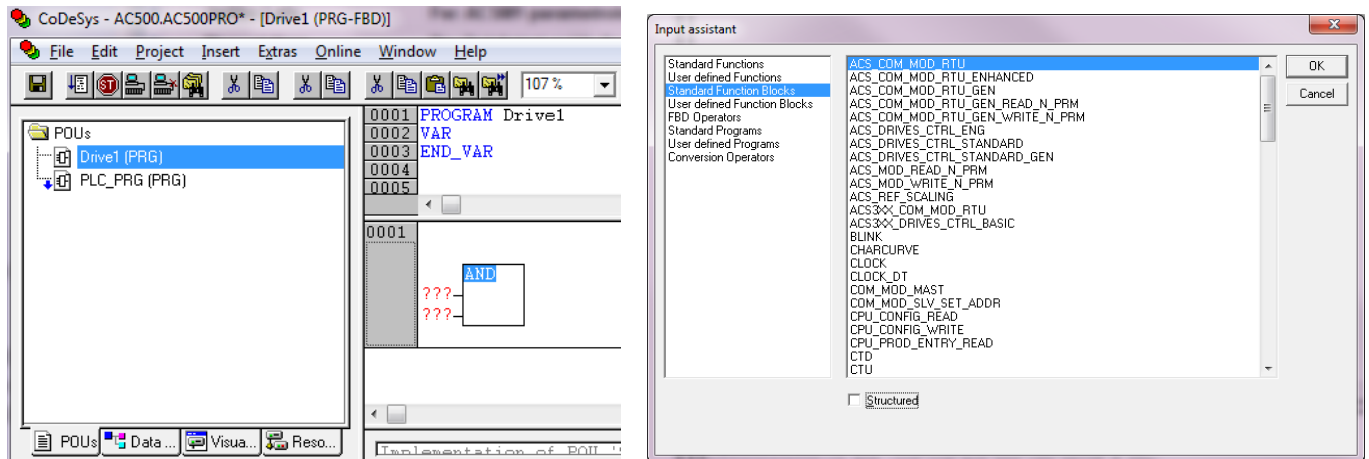 CoDeSys - AC500.AC500PRO* - [Drive1 (PRG-FBD)]
File Edit Project Insert Extras Online Window Help
107 %
POUs
Drive1 (PRG)
PLC_PRG (PRG)
0001 PROGRAM Drive1
0002 VAR
0003 END_VAR
0004
0005
0001
AND
???
???
POUs Data ... Visua... Reso...
Implementation of POU '
Input assistant
Standard Functions
User defined Functions
Standard Function Blocks
User defined Function Blocks
FBD Operators
Standard Programs
User defined Programs
Conversion Operators
ACS_COM_MOD_RTU
ACS_COM_MOD_RTU_ENHANCED
ACS_COM_MOD_RTU_GEN
ACS_COM_MOD_RTU_GEN_READ_N_PRM
ACS_COM_MOD_RTU_GEN_WRITE_N_PRM
ACS_DRIVES_CTRL_ENG
ACS_DRIVES_CTRL_STANDARD
ACS_DRIVES_CTRL_STANDARD_GEN
ACS_MOD_READ_N_PRM
ACS_MOD_WRITE_N_PRM
ACS_REF_SCALING
ACS3XX_COM_MOD_RTU
ACS3XX_DRIVES_CTRL_BASIC
BLINK
CHARCURVE
CLOCK
CLOCK_DT
COM_MOD_MAST
COM_MOD_SLV_SET_ADDR
CPU_CONFIG_READ
CPU_CONFIG_WRITE
CPU_PROD_ENTRY_READ
CTD
CTU
OK
Cancel
Structured